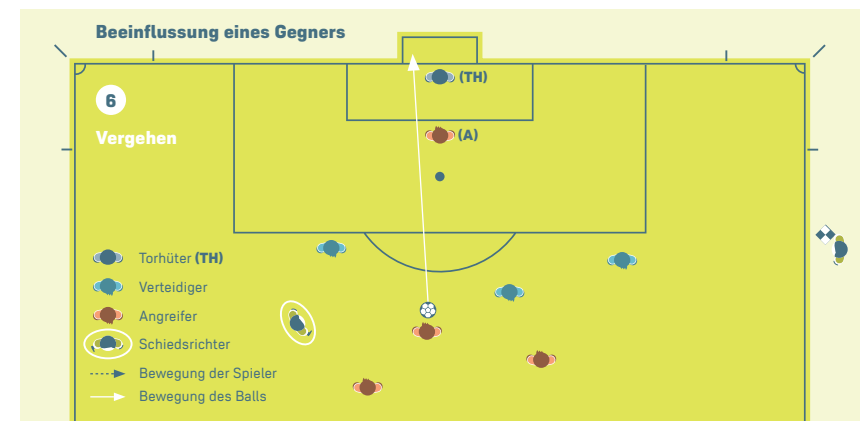 Beeinflussung eines Gegners
(TH)
6
Vergehen
(A)
Torhüter (TH)
Verteidiger
Angreifer
Schiedsrichter
Bewegung der Spieler
Bewegung des Balls